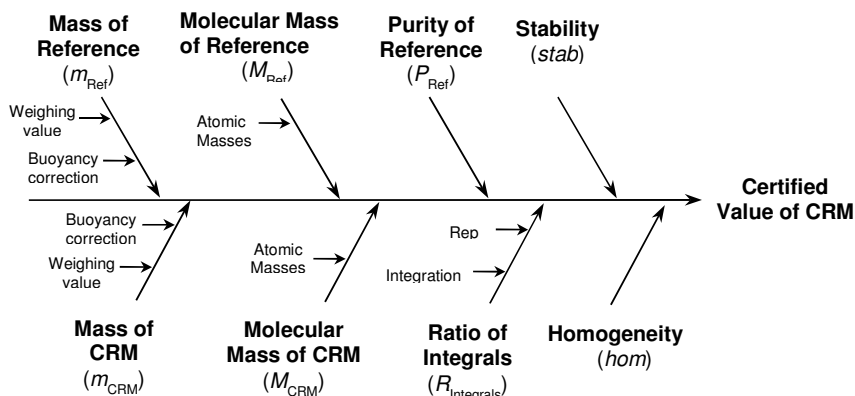 Mass of
Reference
(m_Ref)
Molecular Mass
of Reference
(M_Ref)
Purity of
Reference
(P_Ref)
Stability
(stab)
Weighing
value
Buoyancy
correction
Atomic
Masses
Certified
Value of CRM
Buoyancy
correction
Weighing
value
Atomic
Masses
Rep
Integration
Mass of
CRM
(m_CRM)
Molecular
Mass of CRM
(M_CRM)
Ratio of
Integrals
(R_Integrals)
Homogeneity
(hom)